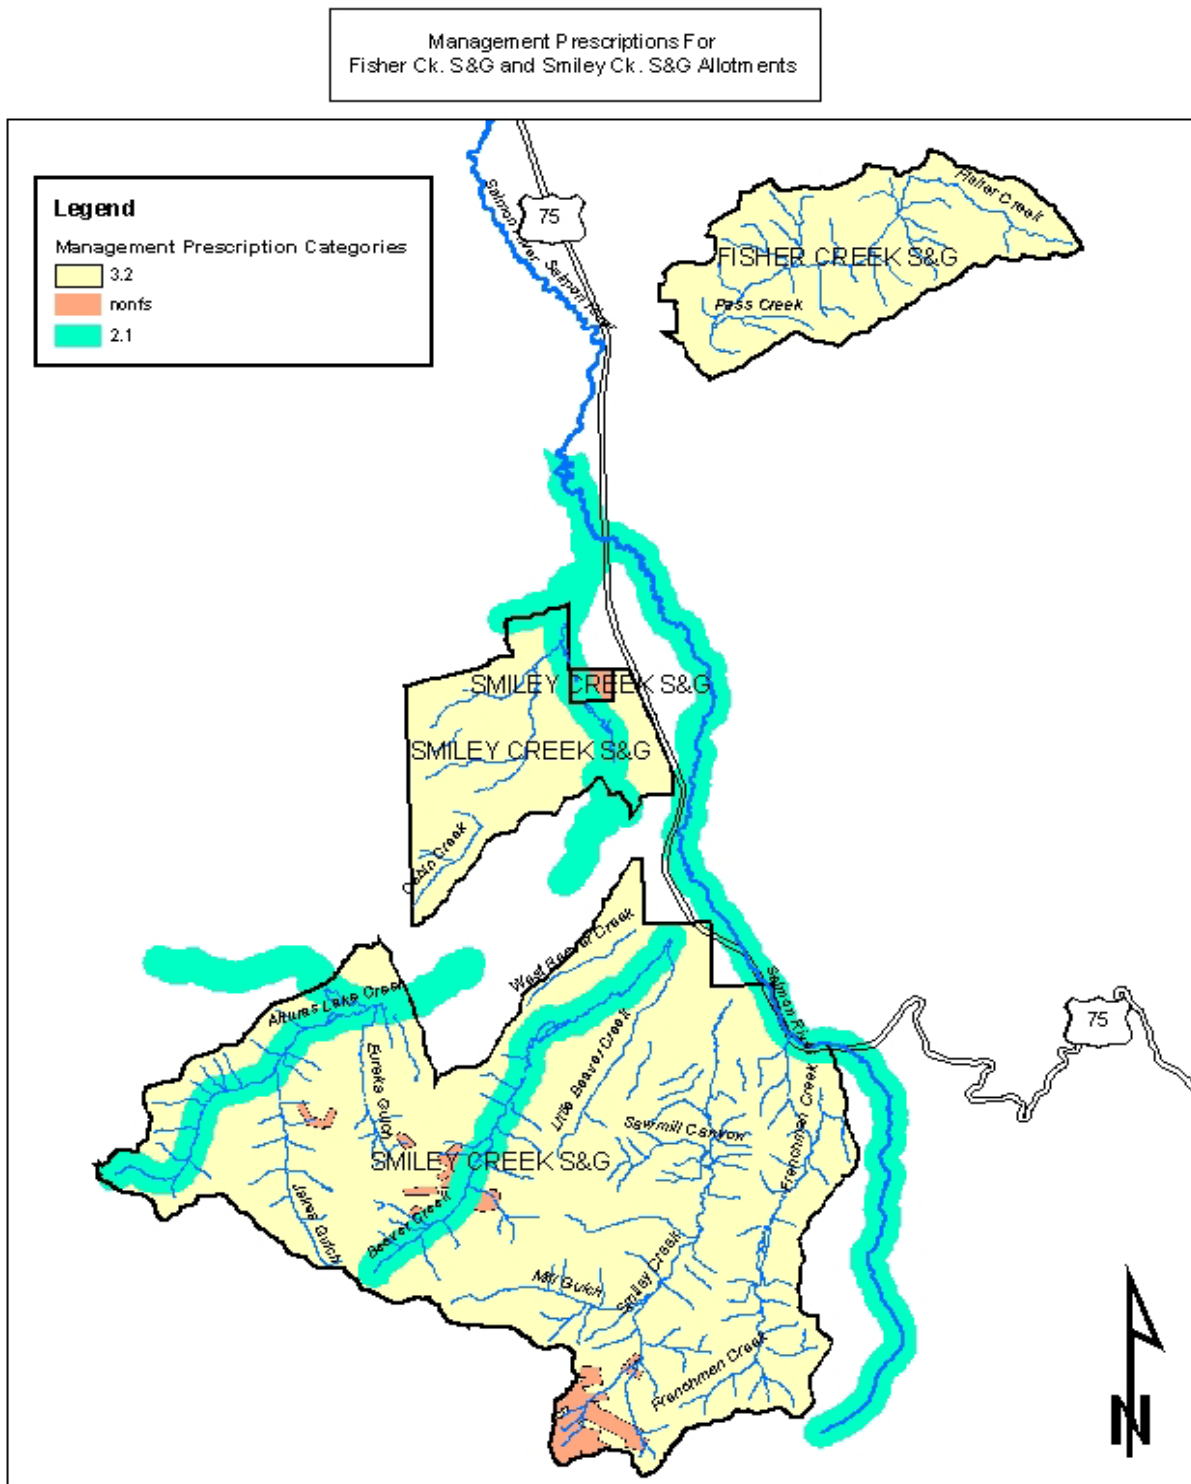 Management Prescriptions For
Fisher Ck. S&G and Smiley Ck. S&G Allotments
Legend
Management Prescription Categories
3.2
nonfs
2.1
Salmon River
Salmon River
75
Fisher Creek
FISHER CREEK S&G
Pass Creek
SMILEY CREEK S&G
SMILEY CREEK S&G
Cabin Creek
West Beaver Creek
Alturas Lake Creek
Salmon River
75
Eureka Gulch
Little Beaver Creek
Sawmill Canyon
Frenchman Creek
SMILEY CREEK S&G
Jakes Gulch
Beaver Creek
Mill Gulch
Smiley Creek
Frenchman Creek
N